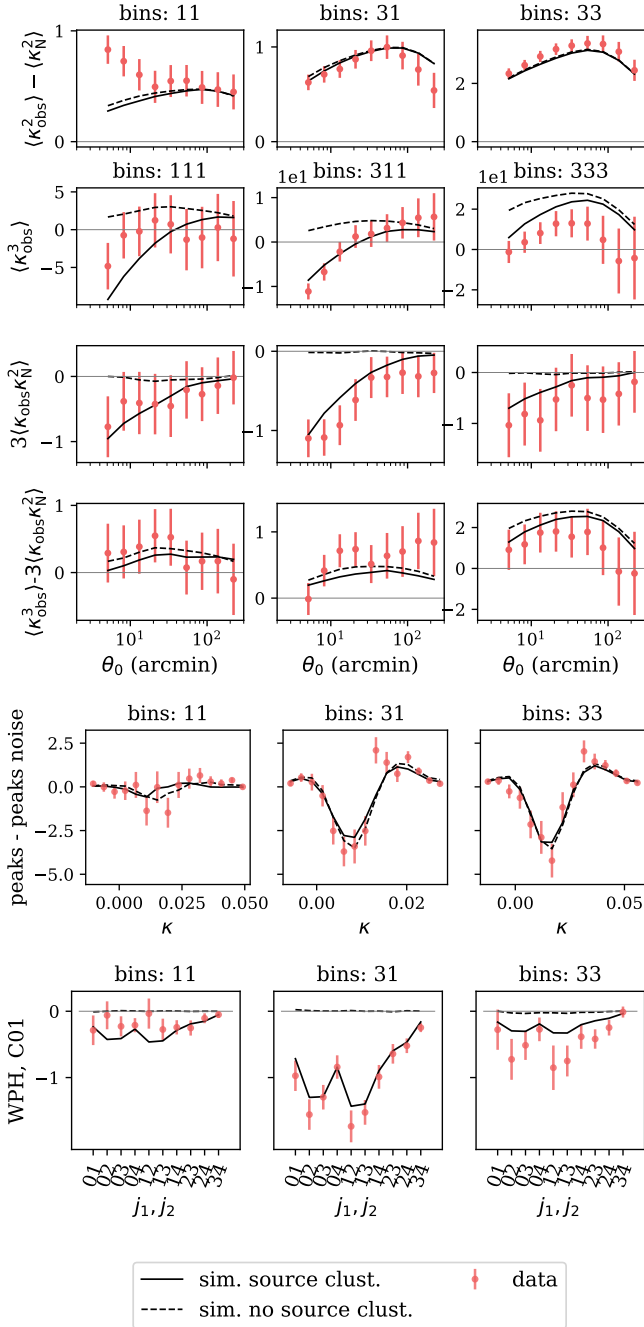 bins: 11 bins: 31 bins: 33
⟨κ²obs⟩ − ⟨κ²N⟩
1 0
1 0
2 0
bins: 111 bins: 311 bins: 333
1e1 1e1
⟨κ³obs⟩
5 0 −5
1 0 −1
2 0 −2
3⟨κobsκ²N⟩
0 −1
0 −1
0 −1
⟨κ³obs⟩-3⟨κobsκ²N⟩
1 0
1 0
2 0 −2
10¹ 10² 10¹ 10² 10¹ 10²
θ₀ (arcmin) θ₀ (arcmin) θ₀ (arcmin)
bins: 11 bins: 31 bins: 33
peaks - peaks noise
2.5
0.0
−2.5
−5.0
0.000 0.025 0.050 0.00 0.02 0.00 0.05
κ κ κ
bins: 11 bins: 31 bins: 33
WPH, C01
0
−1
01 02 03 04 12 13 14 23 24 34 01 02 03 04 12 13 14 23 24 34 01 02 03 04 12 13 14 23 24 34
j₁, j₂ j₁, j₂ j₁, j₂
sim. source clust. data
sim. no source clust.